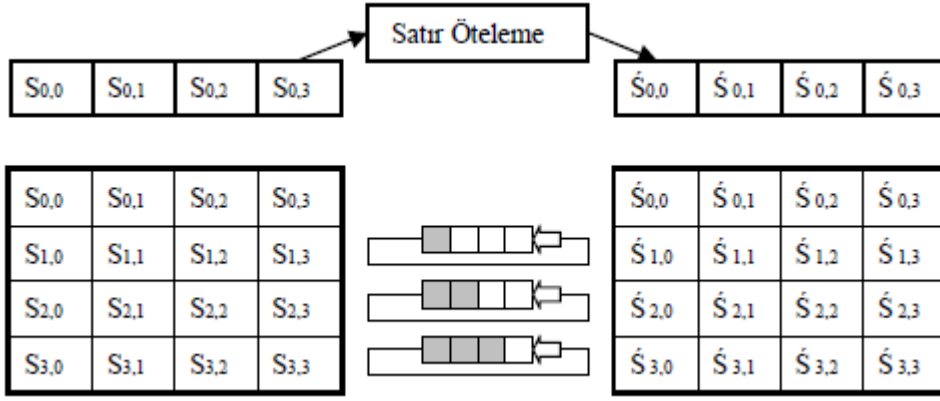 Satır Öteleme
S0,0 S0,1 S0,2 S0,3 Ś0,0 Ś 0,1 Ś 0,2 Ś 0,3
S0,0 S0,1 S0,2 S0,3 Ś0,0 Ś 0,1 Ś 0,2 Ś 0,3
S1,0 S1,1 S1,2 S1,3 Ś 1,0 Ś 1,1 Ś 1,2 Ś 1,3
S2,0 S2,1 S2,2 S2,3 Ś 2,0 Ś 2,1 Ś 2,2 Ś 2,3
S3,0 S3,1 S3,2 S3,3 Ś 3,0 Ś 3,1 Ś 3,2 Ś 3,3